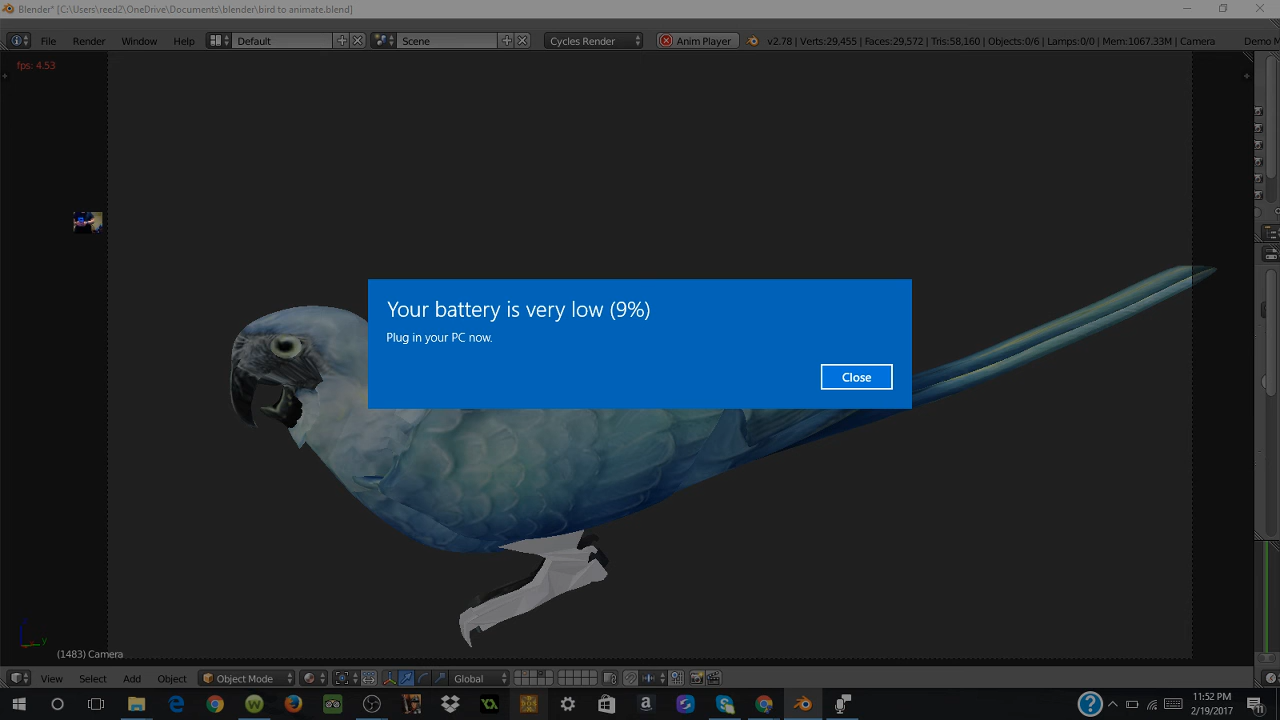 Blender* [C:\Users\reed2\OneDrive\Documents\blender\bird to animate.blend]
File Render Window Help Default Scene Cycles Render Anim Player v2.78 | Verts:29,455 | Faces:29,572 | Tris:58,160 | Objects:0/6 | Lamps:0/0 | Mem:1067.33M | Camera Demo M
fps: 4.53
Your battery is very low (9%)
Plug in your PC now.
Close
(1483) Camera
View Select Add Object Object Mode Global
11:52 PM
2/19/2017